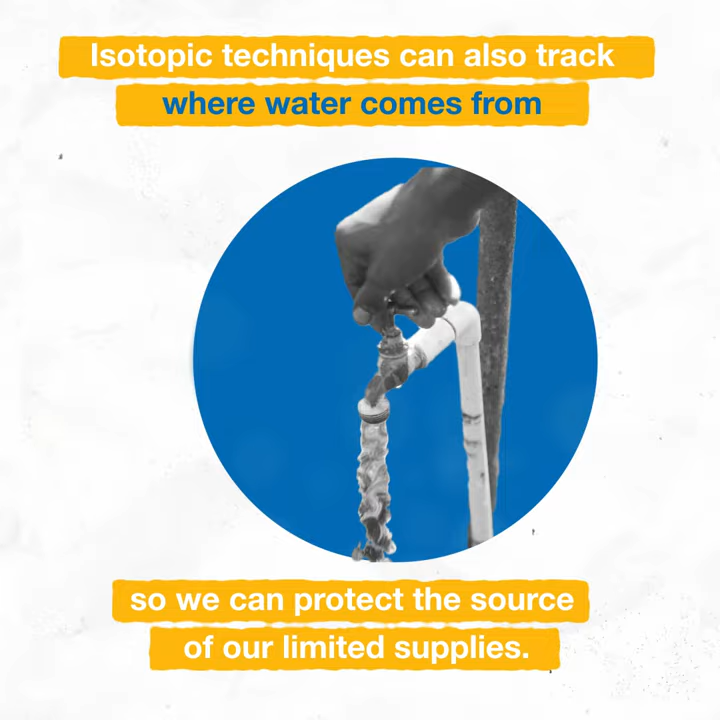 Isotopic techniques can also track
where water comes from
so we can protect the source
of our limited supplies.